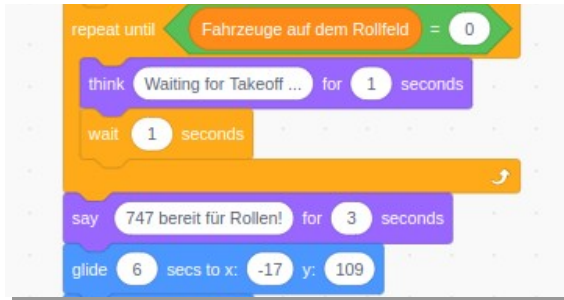 repeat until Fahrzeuge auf dem Rollfeld = 0
think Waiting for Takeoff ... for 1 seconds
wait 1 seconds
say 747 bereit für Rollen! for 3 seconds
glide 6 secs to x: -17 y: 109